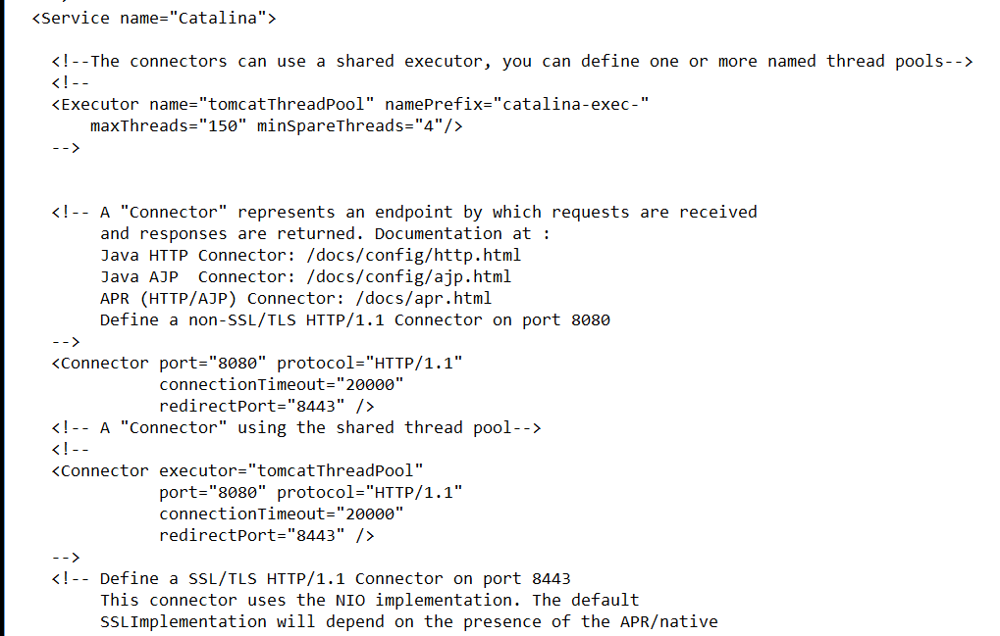 <Service name="Catalina">
<!--The connectors can use a shared executor, you can define one or more named thread pools-->
<!--
<Executor name="tomcatThreadPool" namePrefix="catalina-exec-"
maxThreads="150" minSpareThreads="4"/>
-->
<!-- A "Connector" represents an endpoint by which requests are received
and responses are returned. Documentation at :
Java HTTP Connector: /docs/config/http.html
Java AJP  Connector: /docs/config/ajp.html
APR (HTTP/AJP) Connector: /docs/apr.html
Define a non-SSL/TLS HTTP/1.1 Connector on port 8080
-->
<Connector port="8080" protocol="HTTP/1.1"
connectionTimeout="20000"
redirectPort="8443" />
<!-- A "Connector" using the shared thread pool-->
<!--
<Connector executor="tomcatThreadPool"
port="8080" protocol="HTTP/1.1"
connectionTimeout="20000"
redirectPort="8443" />
-->
<!-- Define a SSL/TLS HTTP/1.1 Connector on port 8443
This connector uses the NIO implementation. The default
SSLImplementation will depend on the presence of the APR/native